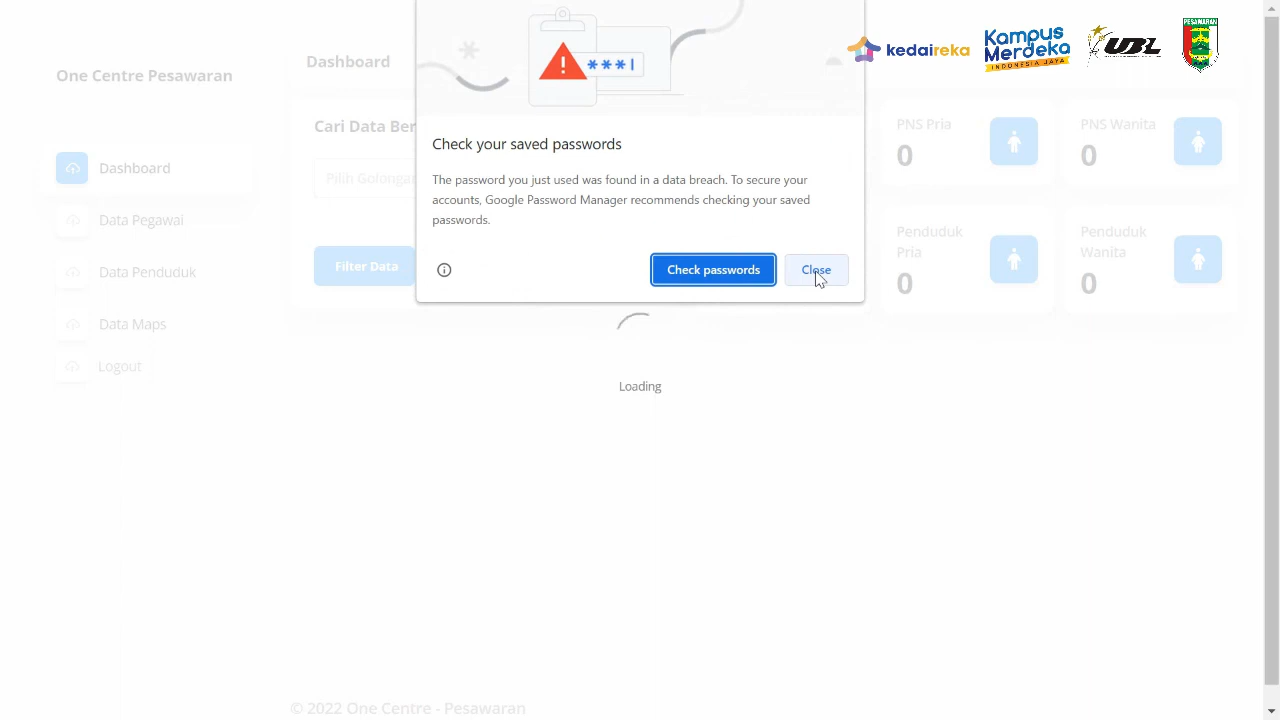 One Centre Pesawaran
Dashboard
Data Pegawai
Data Penduduk
Data Maps
Logout
Dashboard
Cari Data Ber
Pilih Golongan
Filter Data
***
Check your saved passwords
The password you just used was found in a data breach. To secure your
accounts, Google Password Manager recommends checking your saved
passwords.
Check passwords
Close
kedaireka
Kampus
Merdeka
INDONESIA JAYA
UBL
PESAWARAN
PNS Pria
0
PNS Wanita
0
Penduduk
Pria
0
Penduduk
Wanita
0
Loading
© 2022 One Centre - Pesawaran